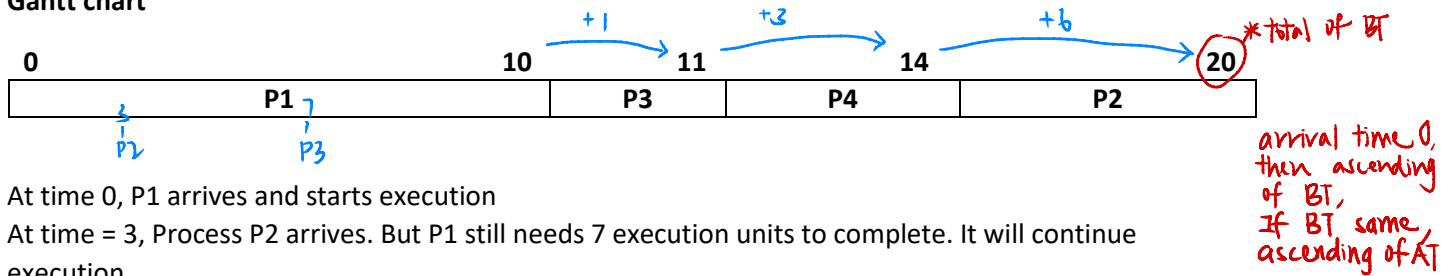 Gantt chart
+1 +3 +6
* total of BT
0 10 11 14 20
P1 P3 P4 P2
3 7
P2 P3
arrival time 0,
then ascending
of BT,
If BT same,
ascending of AT
At time 0, P1 arrives and starts execution
At time = 3, Process P2 arrives. But P1 still needs 7 execution units to complete. It will continue
execution